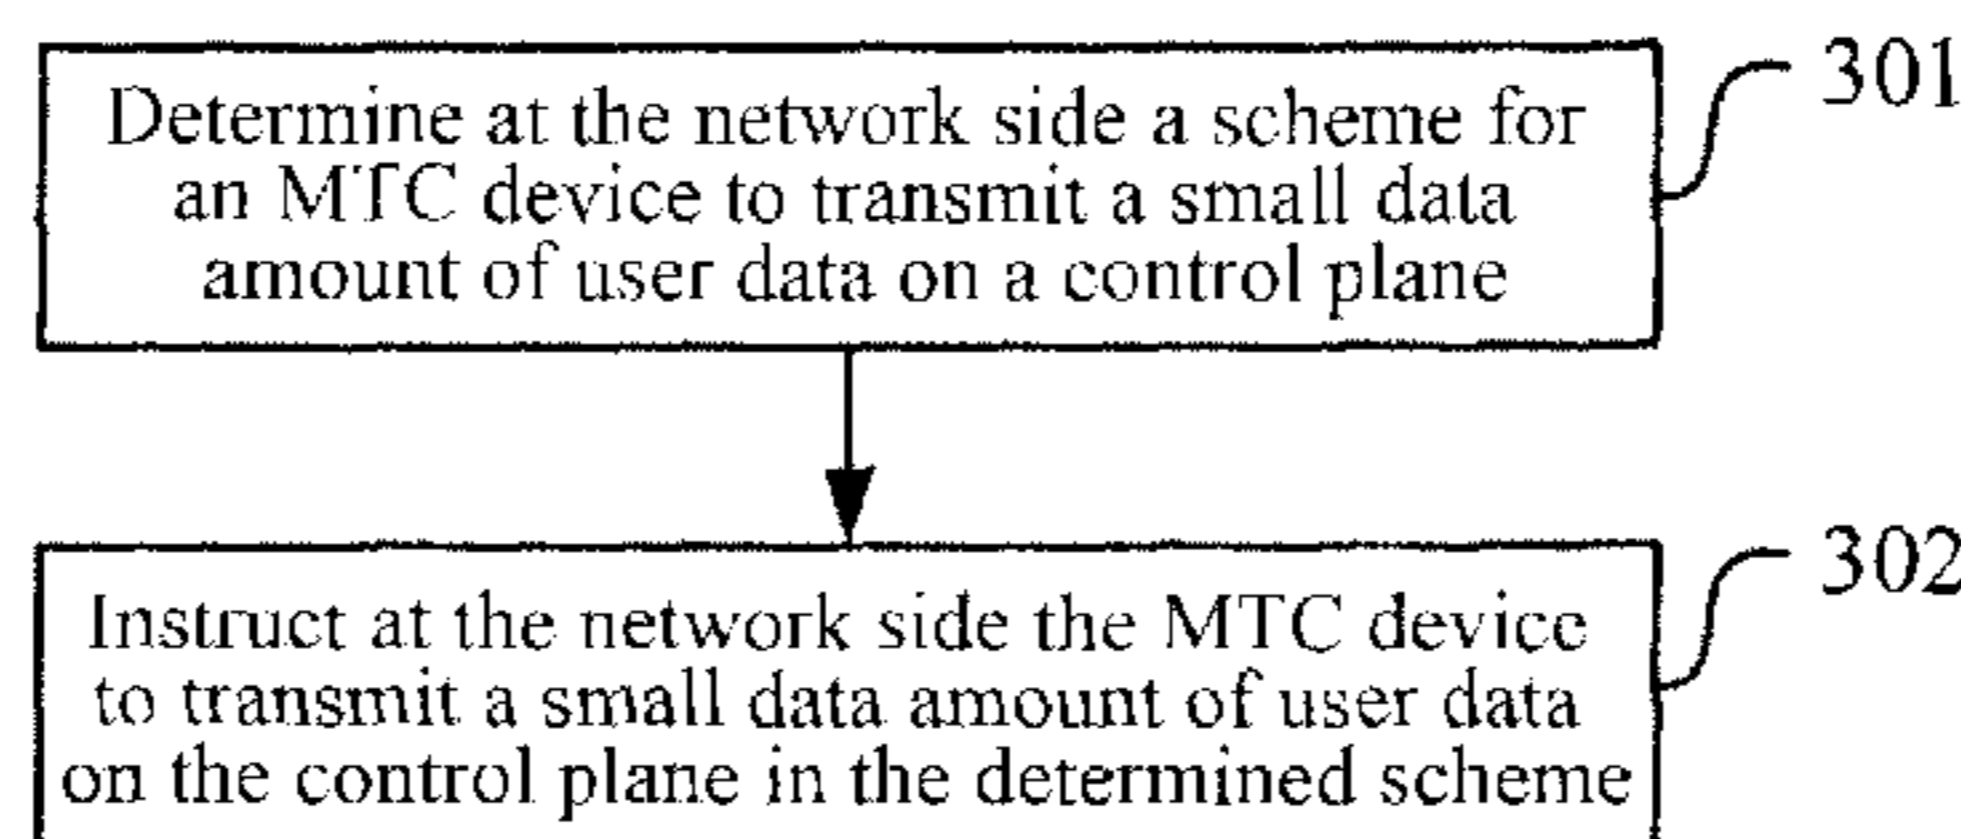 Determine at the network side a scheme for
an MTC device to transmit a small data
amount of user data on a control plane
301
Instruct at the network side the MTC device
to transmit a small data amount of user data
on the control plane in the determined scheme
302